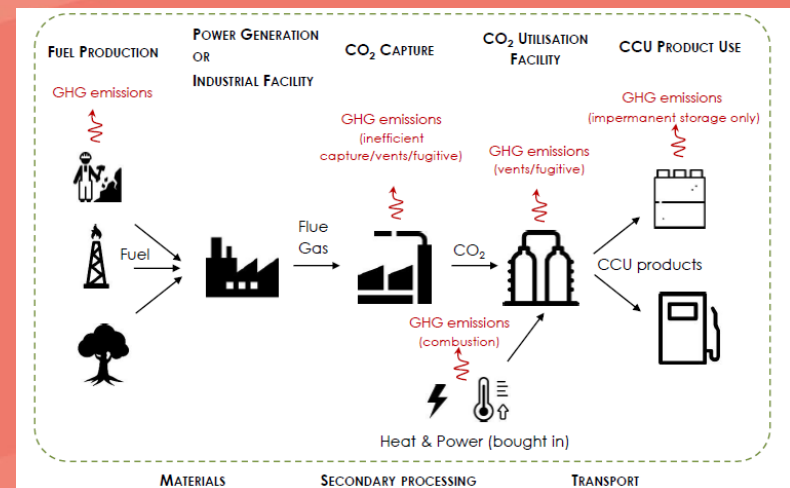 FUEL PRODUCTION
POWER GENERATION
OR
INDUSTRIAL FACILITY
CO₂ CAPTURE
CO₂ UTILISATION
FACILITY
CCU PRODUCT USE
GHG emissions
GHG emissions
(inefficient
capture/vents/fugitive)
GHG emissions
(vents/fugitive)
GHG emissions
(impermanent storage only)
Fuel
Flue
Gas
CO₂
CCU products
GHG emissions
(combustion)
Heat & Power (bought in)
MATERIALS
SECONDARY PROCESSING
TRANSPORT